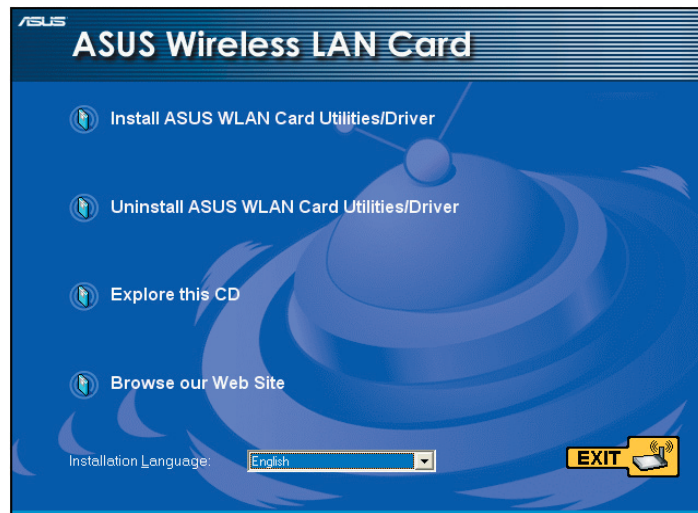 ASUS
ASUS Wireless LAN Card
Install ASUS WLAN Card Utilities/Driver
Uninstall ASUS WLAN Card Utilities/Driver
Explore this CD
Browse our Web Site
Installation Language: English
EXIT